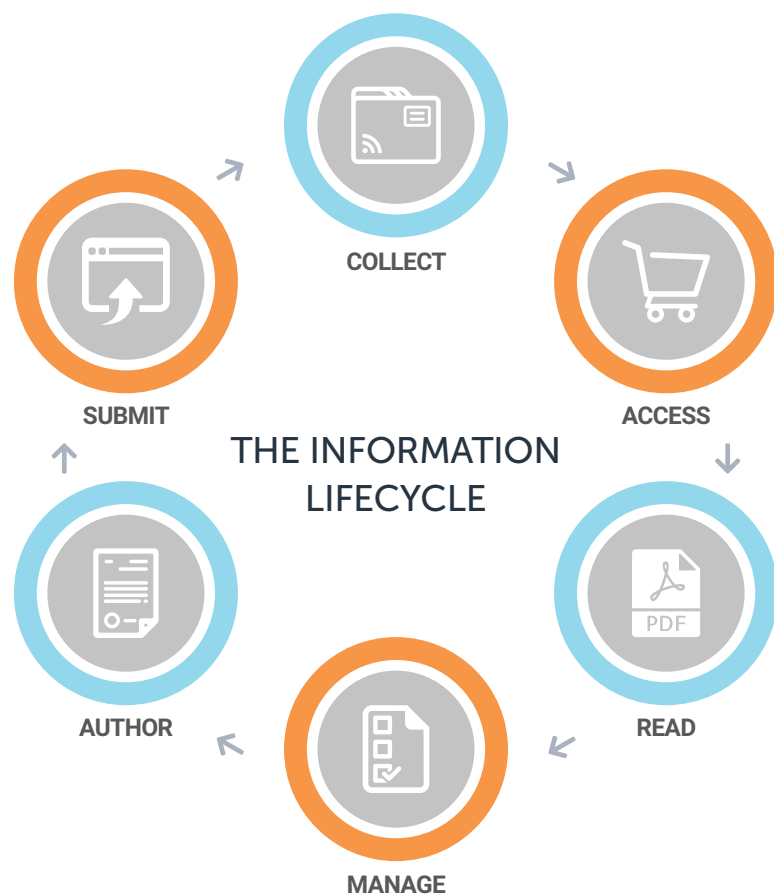 COLLECT
SUBMIT
ACCESS
THE INFORMATION
LIFECYCLE
PDF
AUTHOR
READ
MANAGE